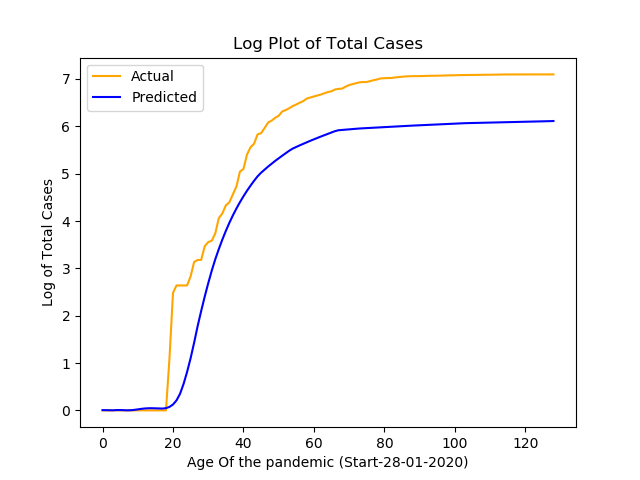 Log Plot of Total Cases
Actual
Predicted
7
6
5
4
3
2
1
0
Log of Total Cases
0 20 40 60 80 100 120
Age Of the pandemic (Start-28-01-2020)